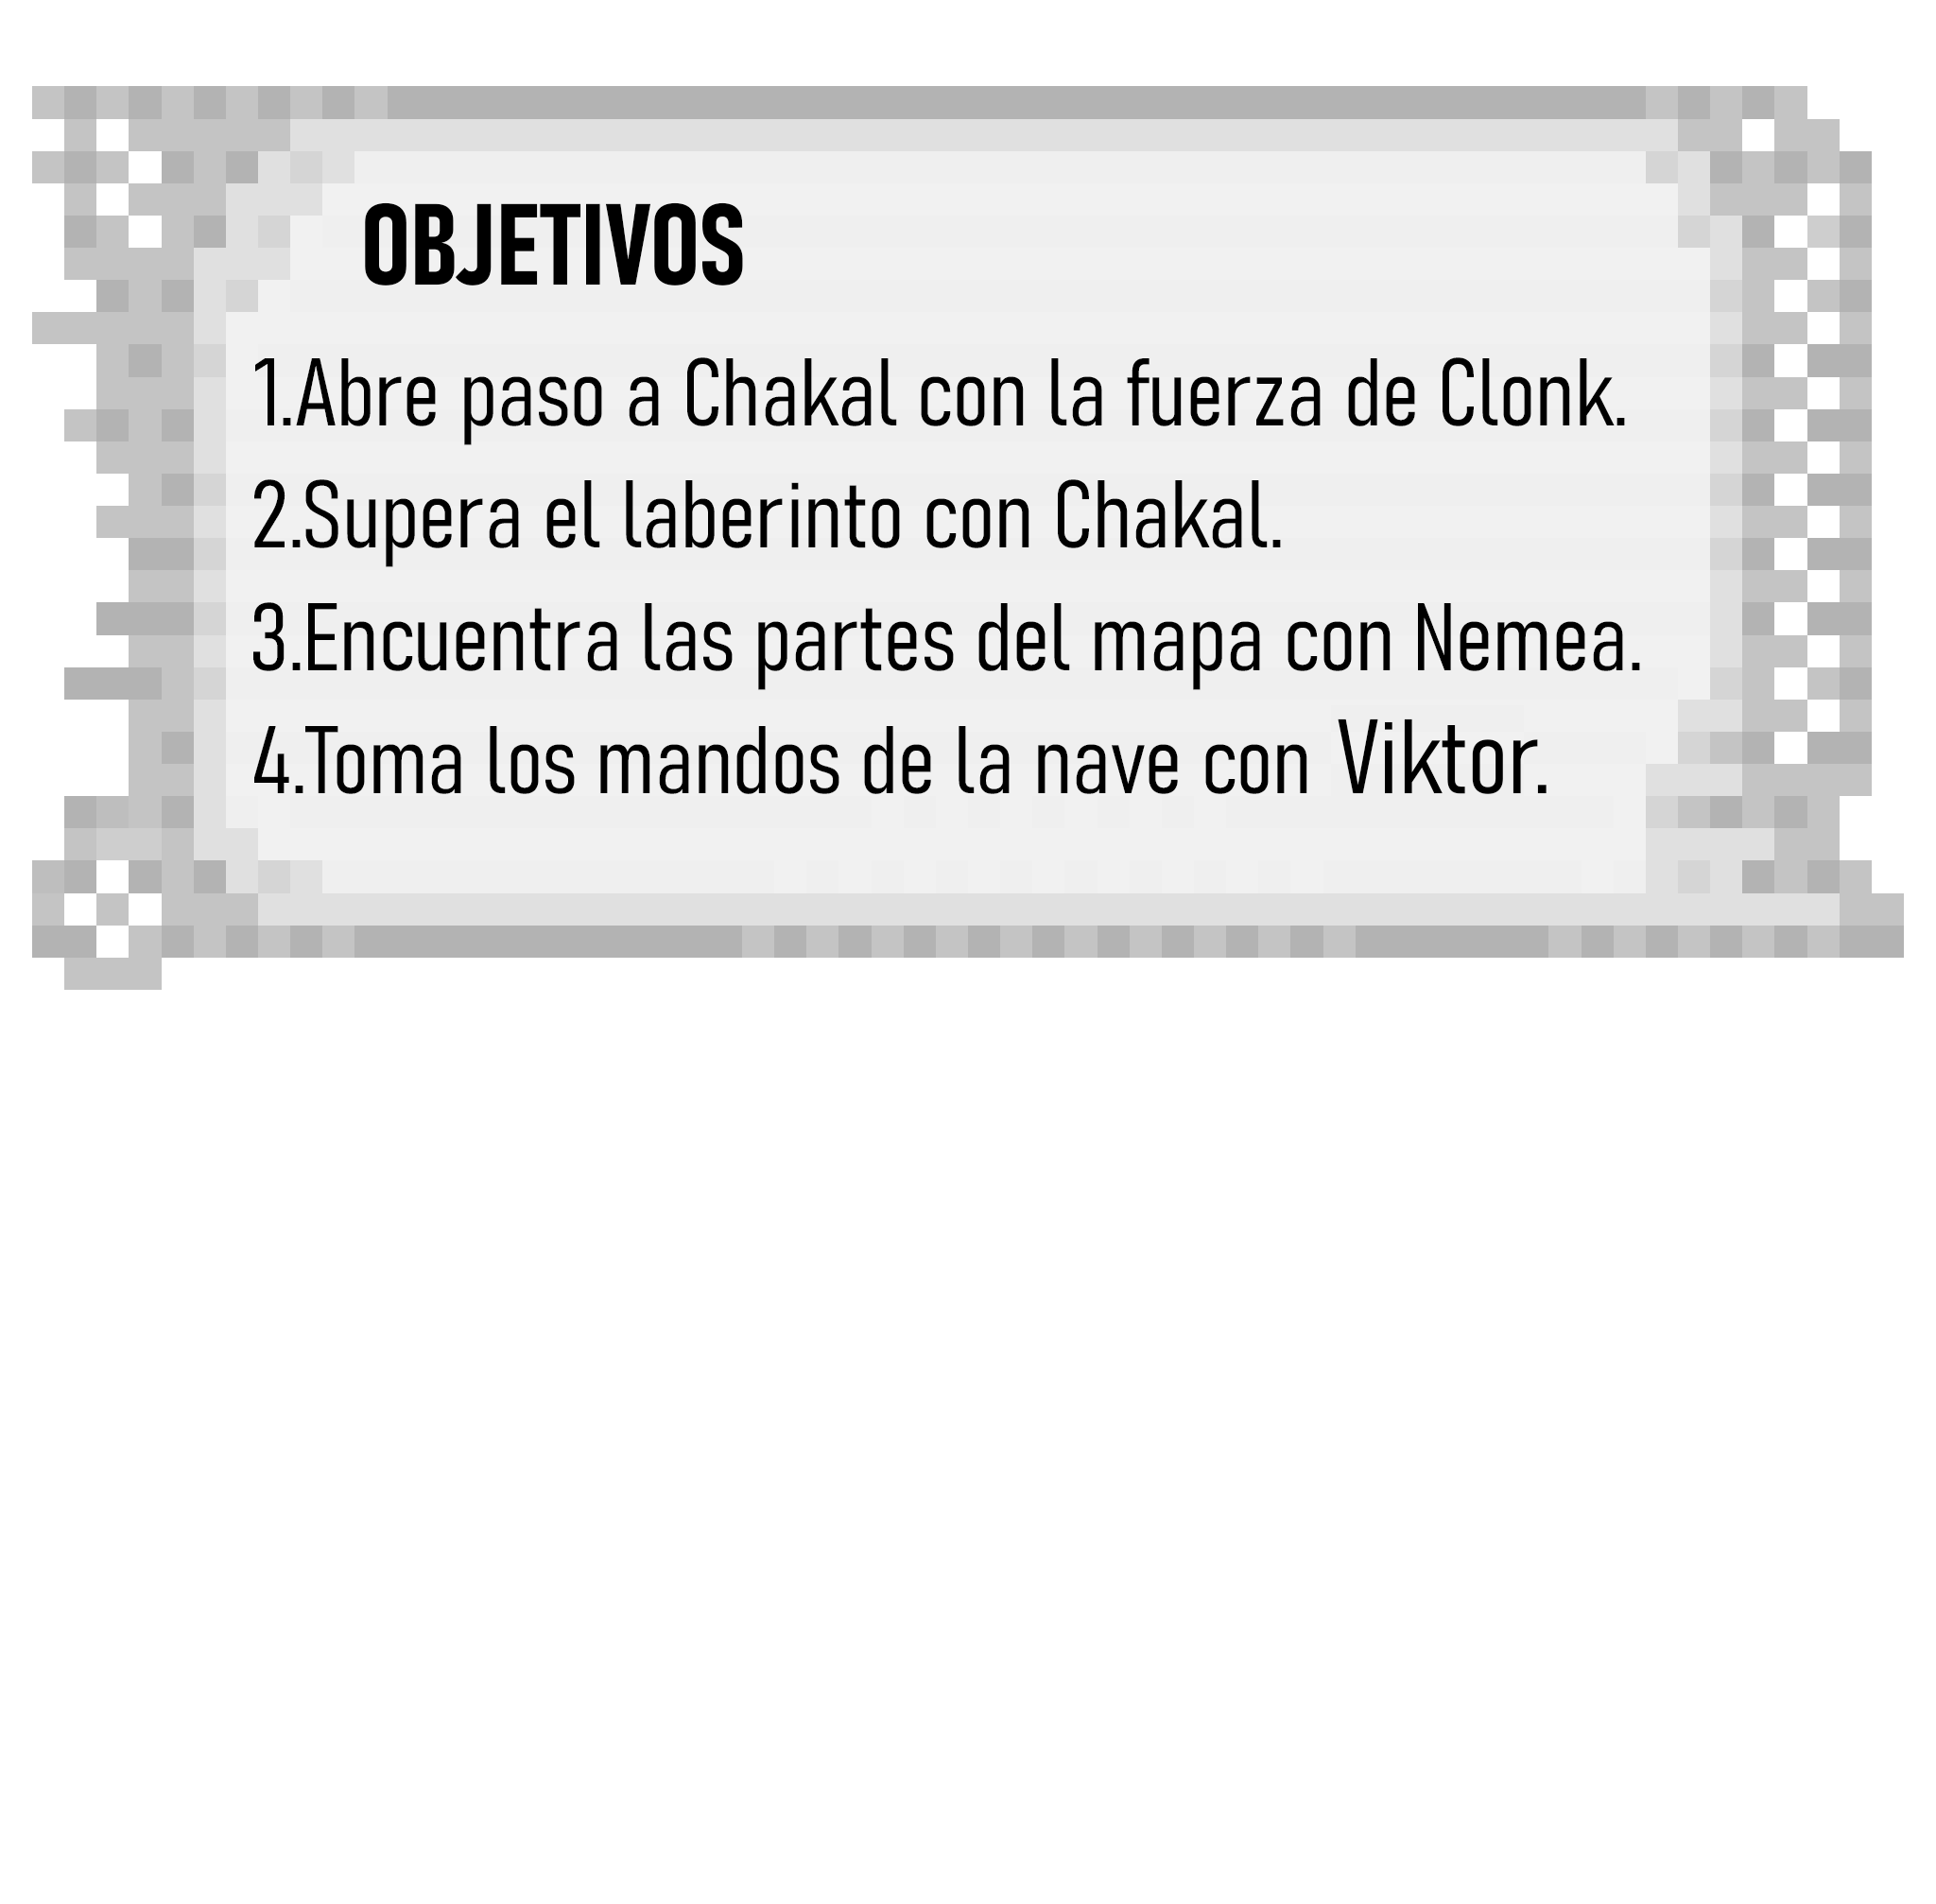 OBJETIVOS
1.Abre paso a Chakal con la fuerza de Clonk.
2.Supera el laberinto con Chakal.
3.Encuentra las partes del mapa con Nemea.
4.Toma los mandos de la nave con Viktor.